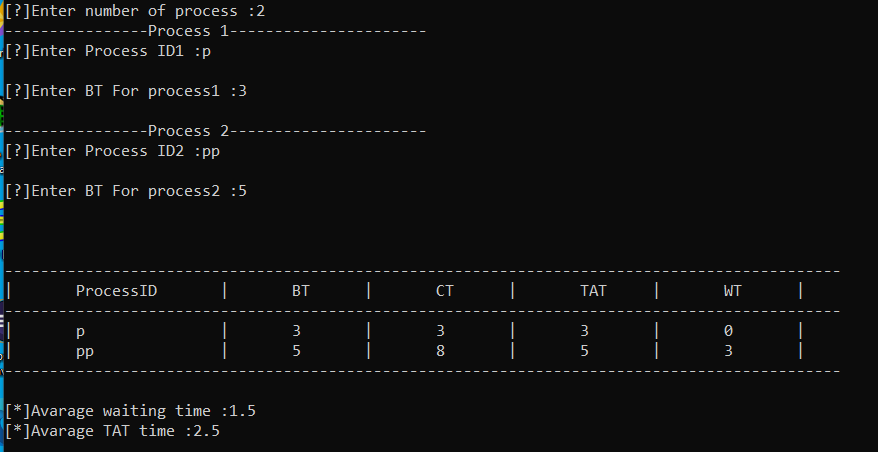 [?]Enter number of process :2
----------------Process 1----------------------
[?]Enter Process ID1 :p
[?]Enter BT For process1 :3
----------------Process 2----------------------
[?]Enter Process ID2 :pp
[?]Enter BT For process2 :5
---------------------------------------------------------------------------------------------
| ProcessID | BT | CT | TAT | WT |
---------------------------------------------------------------------------------------------
| p | 3 | 3 | 3 | 0 |
| pp | 5 | 8 | 5 | 3 |
---------------------------------------------------------------------------------------------
[*]Avarage waiting time :1.5
[*]Avarage TAT time :2.5